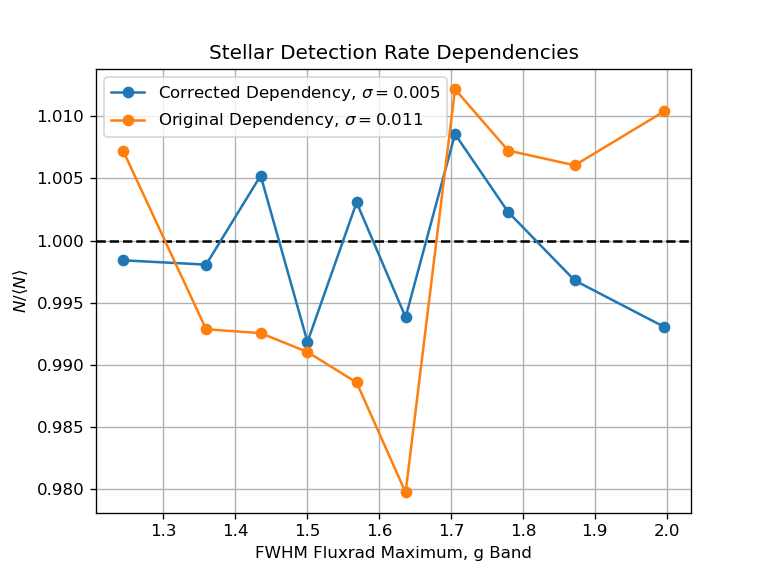 Stellar Detection Rate Dependencies
Corrected Dependency, σ = 0.005
Original Dependency, σ = 0.011
1.010
1.005
1.000
0.995
0.990
0.985
0.980
N/⟨N⟩
1.3 1.4 1.5 1.6 1.7 1.8 1.9 2.0
FWHM Fluxrad Maximum, g Band